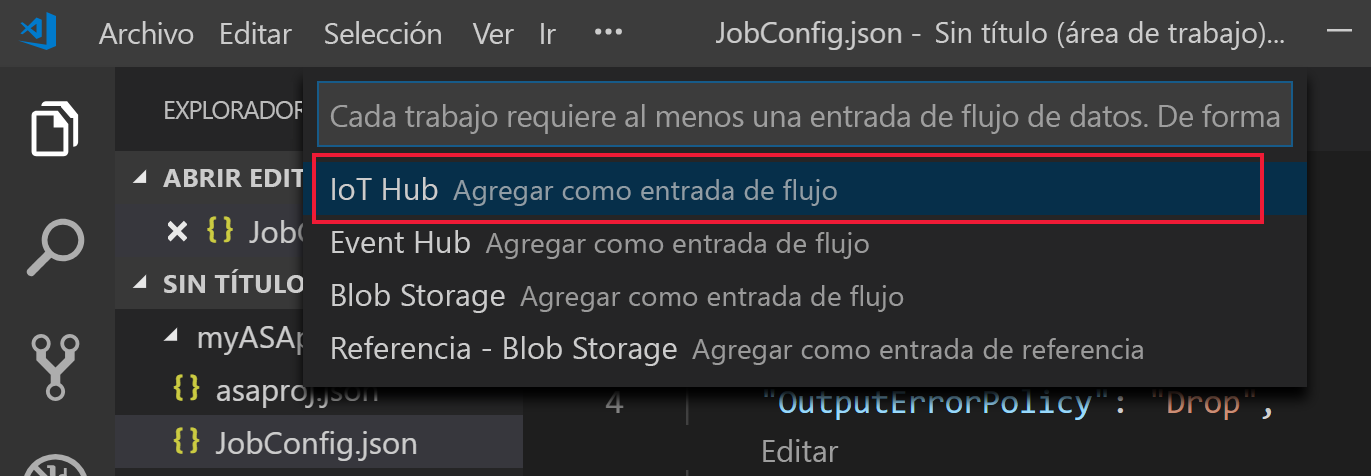 Archivo Editar Selección Ver Ir ••• JobConfig.json - Sin título (área de trabajo)...
EXPLORADOR
Cada trabajo requiere al menos una entrada de flujo de datos. De forma
ABRIR EDIT
IoT Hub Agregar como entrada de flujo
{ } Job
Event Hub Agregar como entrada de flujo
SIN TÍTULO
Blob Storage Agregar como entrada de flujo
myASAp
Referencia - Blob Storage Agregar como entrada de referencia
{ } asaproj.json
4 "OutputErrorPolicy": "Drop",
{ } JobConfig.json
Editar